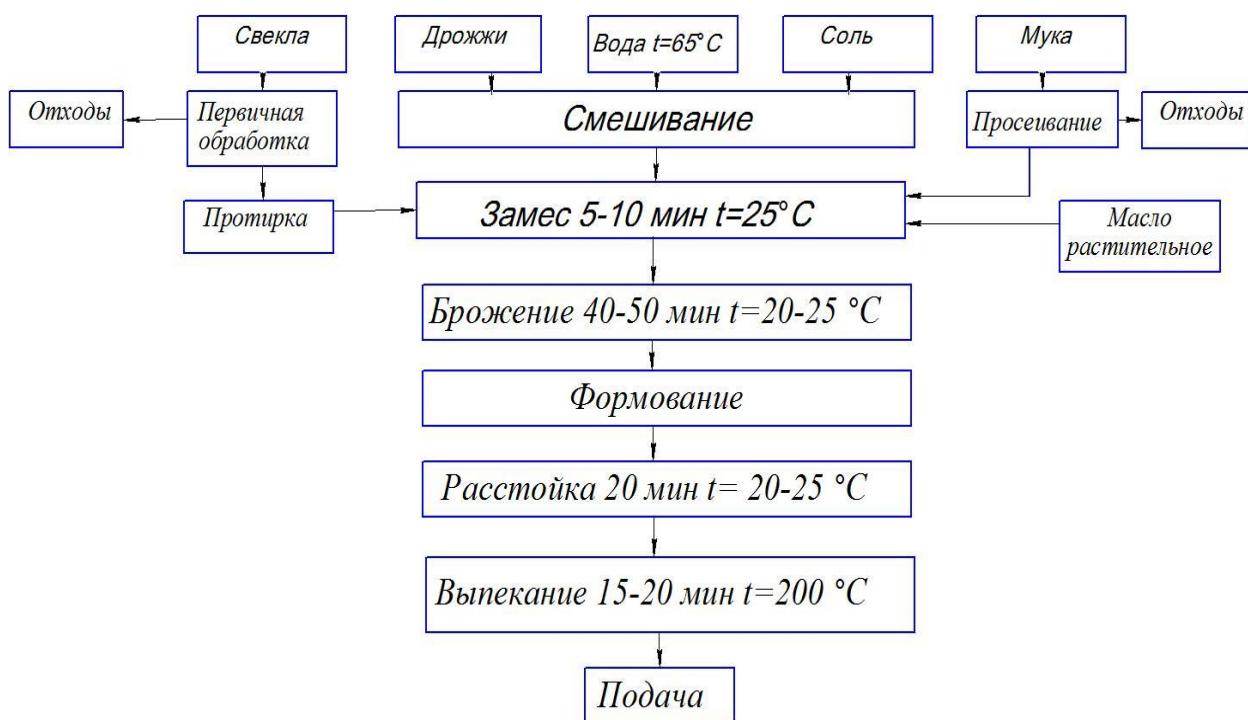 Свекла
Дрожжи
Вода t=65°C
Соль
Мука
Отходы
Первичная
обработка
Смешивание
Просеивание
Отходы
Протирка
Замес 5-10 мин t=25°C
Масло
растительное
Брожение 40-50 мин t=20-25 °C
Формование
Расстойка 20 мин t= 20-25 °C
Выпекание 15-20 мин t=200 °C
Подача